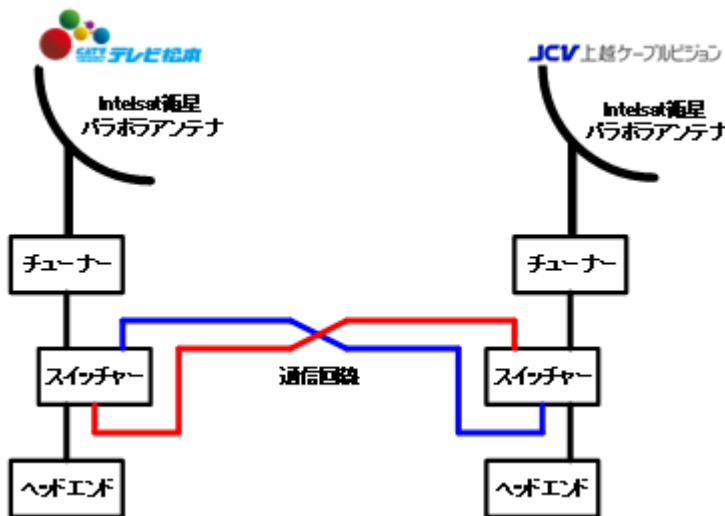 CATV
テレビ松本
JCV 上越ケーブルビジョン
Intelsat衛星
パラボラアンテナ
Intelsat衛星
パラボラアンテナ
チューナー
チューナー
スイッチャー
通信回線
スイッチャー
ヘッドエンド
ヘッドエンド